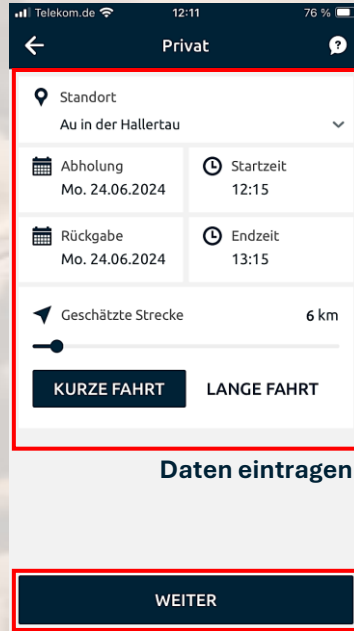 Telekom.de 12:11 76 %
Privat
?
Standort
Au in der Hallertau
Abholung
Mo. 24.06.2024
Startzeit
12:15
Rückgabe
Mo. 24.06.2024
Endzeit
13:15
Geschätzte Strecke 6 km
KURZE FAHRT LANGE FAHRT
Daten eintragen
WEITER